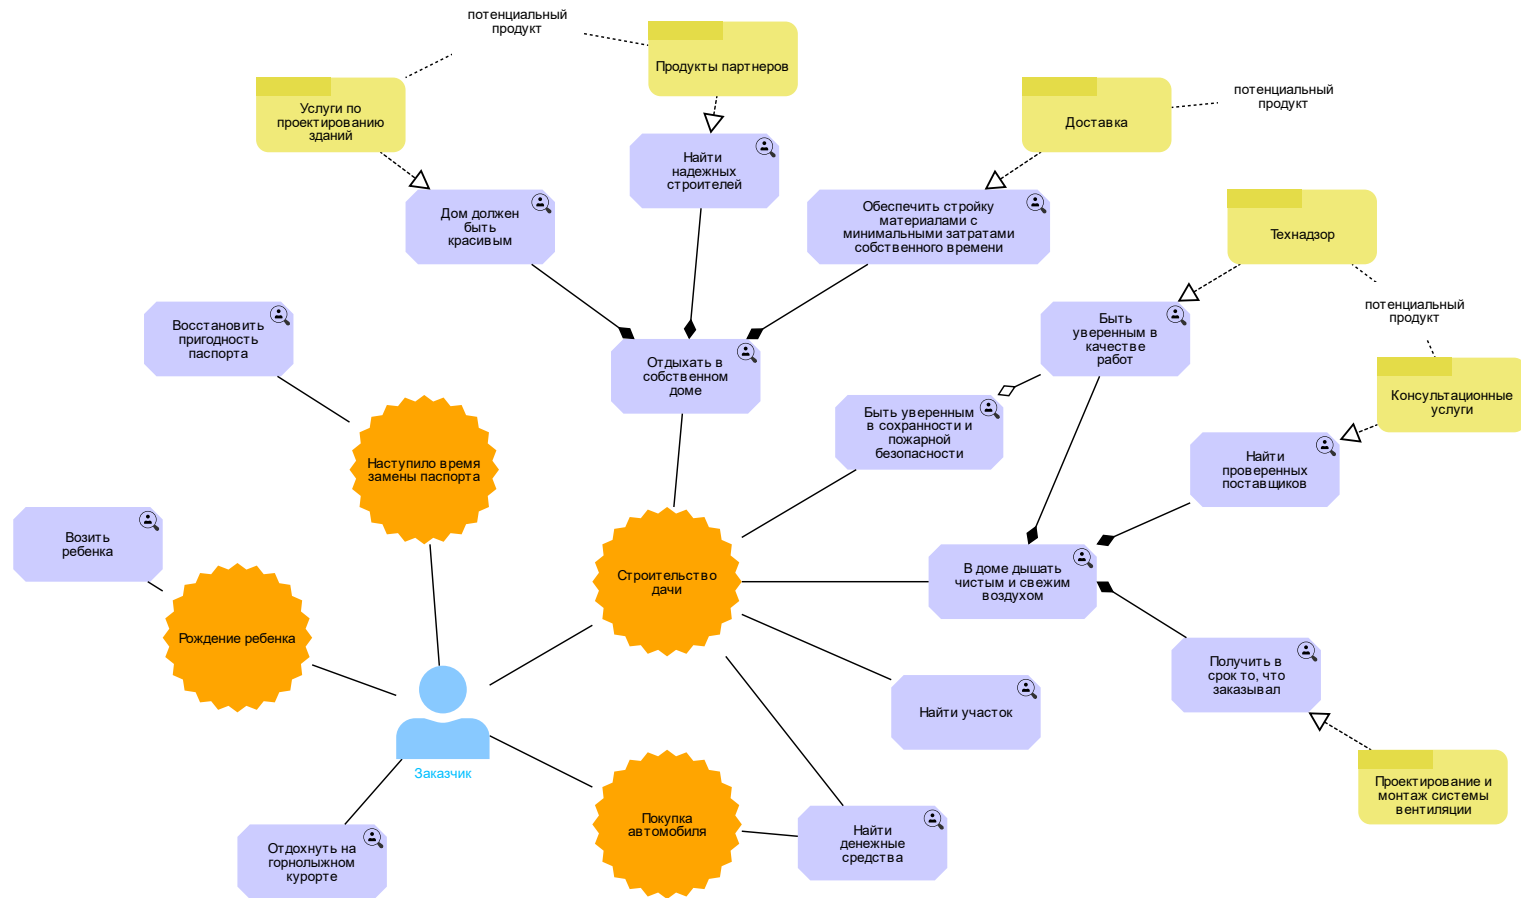 потенциальный
продукт
Продукты партнеров
Услуги по
проектированию
зданий
потенциальный
продукт
Доставка
Найти
надежных
строителей
Дом должен
быть
красивым
Обеспечить стройку
материалами с
минимальными затратами
собственного времени
Технадзор
потенциальный
продукт
Восстановить
пригодность
паспорта
Быть
уверенным в
качестве
работ
Отдыхать в
собственном
доме
Консультационные
услуги
Быть уверенным
в сохранности и
пожарной
безопасности
Наступило время
замены паспорта
Найти
проверенных
поставщиков
Возить
ребенка
Строительство
дачи
В доме дышать
чистым и свежим
воздухом
Рождение ребенка
Получить в
срок то, что
заказывал
Найти участок
Заказчик
Проектирование и
монтаж системы
вентиляции
Покупка
автомобиля
Найти
денежные
средства
Отдохнуть на
горнолыжном
курорте